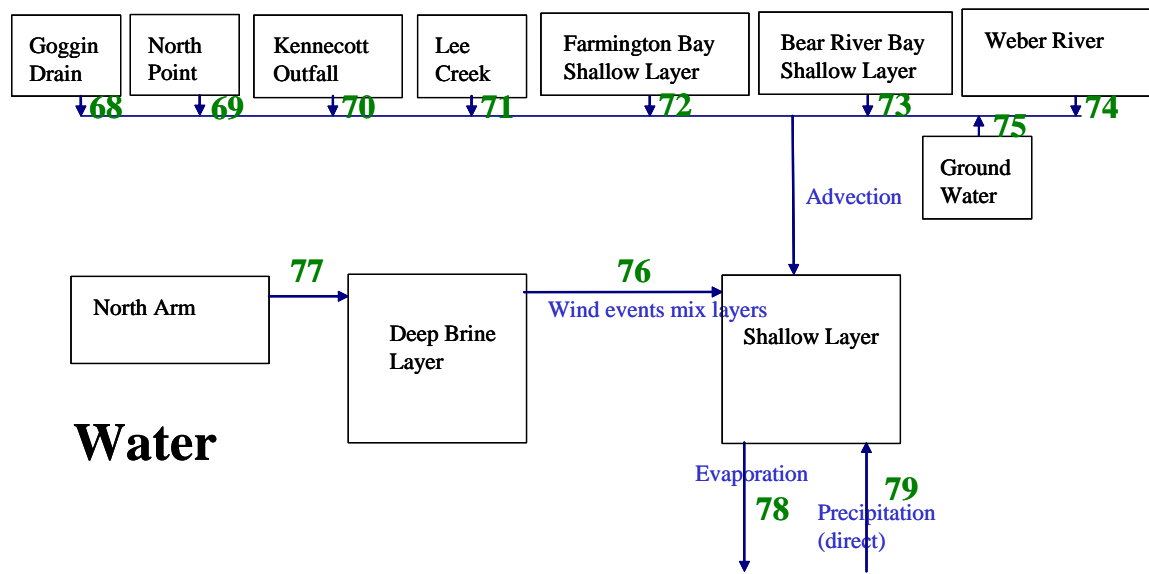 Goggin
Drain
North
Point
Kennecott
Outfall
Lee
Creek
Farmington Bay
Shallow Layer
Bear River Bay
Shallow Layer
Weber River
68
69
70
71
72
73
74
75
Ground
Water
Advection
77
76
North Arm
Wind events mix layers
Deep Brine
Layer
Shallow Layer
Water
Evaporation
78
79
Precipitation
(direct)